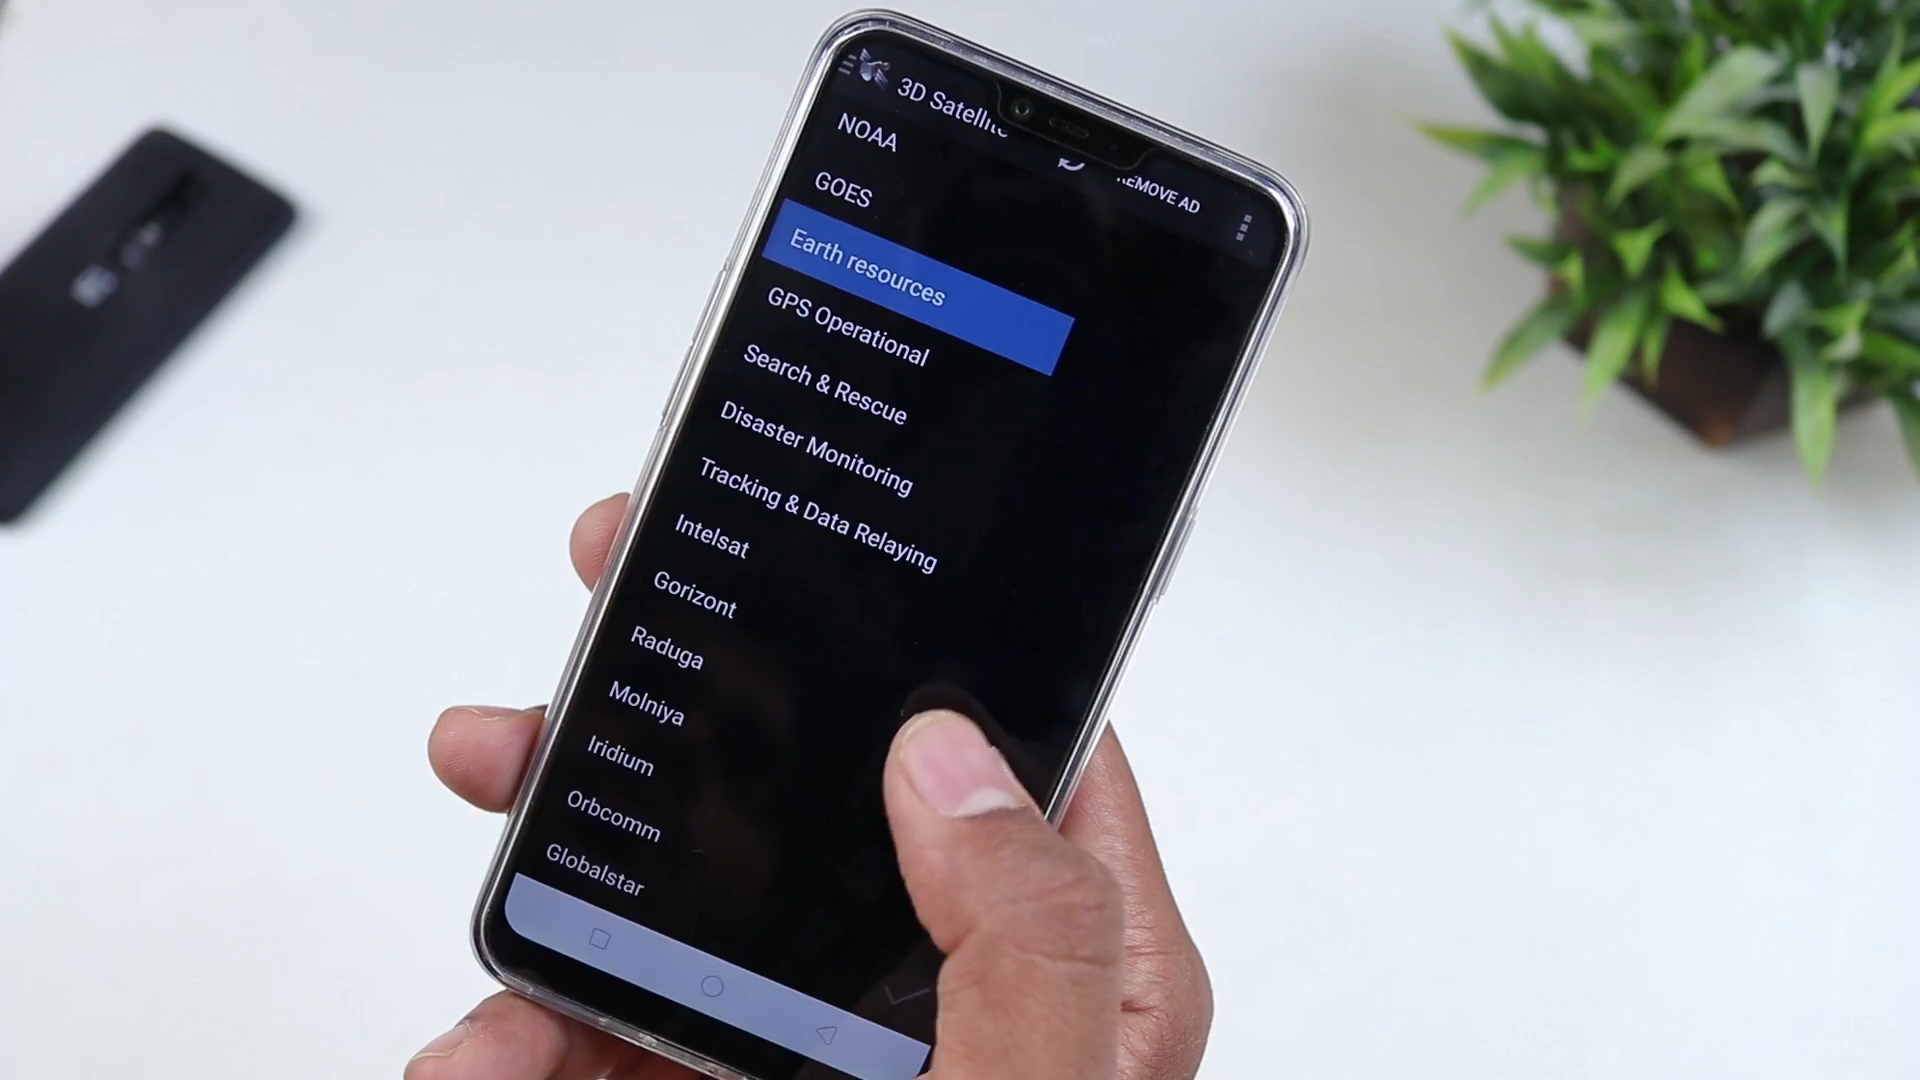 3D Satellite
REMOVE AD
NOAA
GOES
Earth resources
GPS Operational
Search & Rescue
Disaster Monitoring
Tracking & Data Relaying
Intelsat
Gorizont
Raduga
Molniya
Iridium
Orbcomm
Globalstar